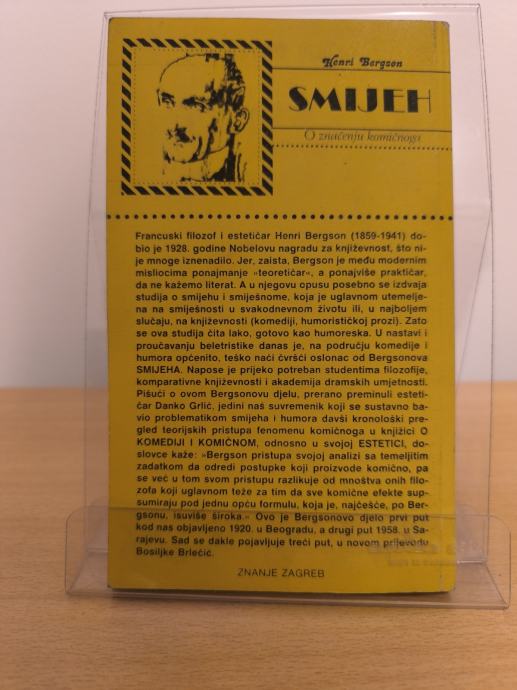 Henri Bergson
SMIJEH
O značenju komičnoga
Francuski filozof i estetičar Henri Bergson (1859-1941) do-
bio je 1928. godine Nobelovu nagradu za književnost, što ni-
je mnoge iznenadilo. Jer, zaista, Bergson je među modernim
misliocima ponajmanje »teoretičar«, a ponajviše praktičar,
da ne kažemo literat. A u njegovu opusu posebno se izdvaja
studija o smijehu i smiješnome, koja je uglavnom utemelje-
na na smiješnosti u svakodnevnom životu ili, u najboljem
slučaju, na književnosti (komediji, humorističkoj prozi). Zato
se ova studija čita lako, gotovo kao humoreska. U nastavi i
proučavanju beletristike danas je, na području komedije i
humora općenito, teško naći čvršći oslonac od Bergsonova
SMIJEHA. Napose je prijeko potreban studentima filozofije,
komparativne književnosti i akademija dramskih umjetnosti.
Pišući o ovom Bergsonovu djelu, prerano preminuli esteti-
čar Danko Grlić, jedini naš suvremenik koji se sustavno ba-
vio problematikom smijeha i humora davši kronološki pre-
gled teorijskih pristupa fenomenu komičnoga u knjižici O
KOMEDIJI I KOMIČNOM, odnosno u svojoj ESTETICI, do-
slovce kaže: »Bergson pristupa svojoj analizi sa temeljitim
zadatkom da odredi postupke koji proizvode komično, pa
se već u tom svom pristupu razlikuje od mnoštva onih filo-
zofa koji uglavnom teže za tim da sve komične efekte sup-
sumiraju pod jednu opću formulu, koja je, najčešće, po Ber-
gsonu, isuviše široka.« Ovo je Bergsonovo djelo prvi put
kod nas objavljeno 1920. u Beogradu, a drugi put 1958. u Sa-
rajevu. Sad se dakle pojavljuje treći put, u novom prijevodu
Bosiljke Brlečić.
ZNANJE ZAGREB